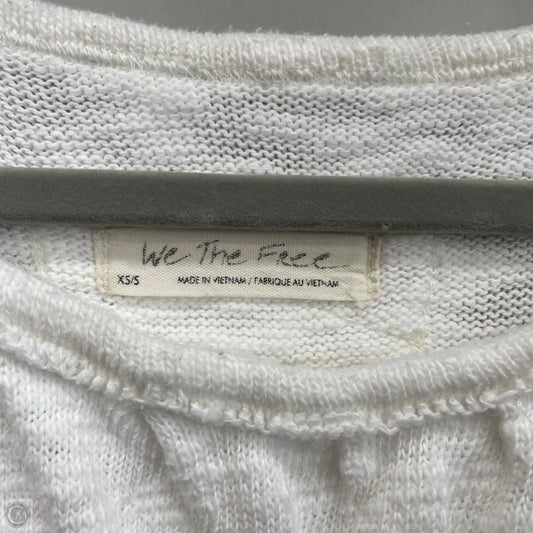 We The Free
XS/S MADE IN VIETNAM / FABRIQUE AU VIETNAM